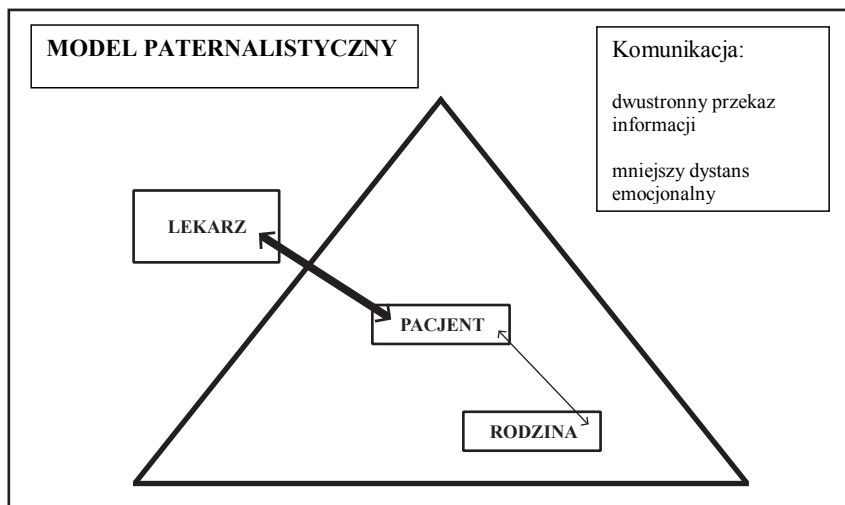 MODEL PATERNALISTYCZNY
Komunikacja:
dwustronny przekaz
informacji
mniejszy dystans
emocjonalny
LEKARZ
PACJENT
RODZINA